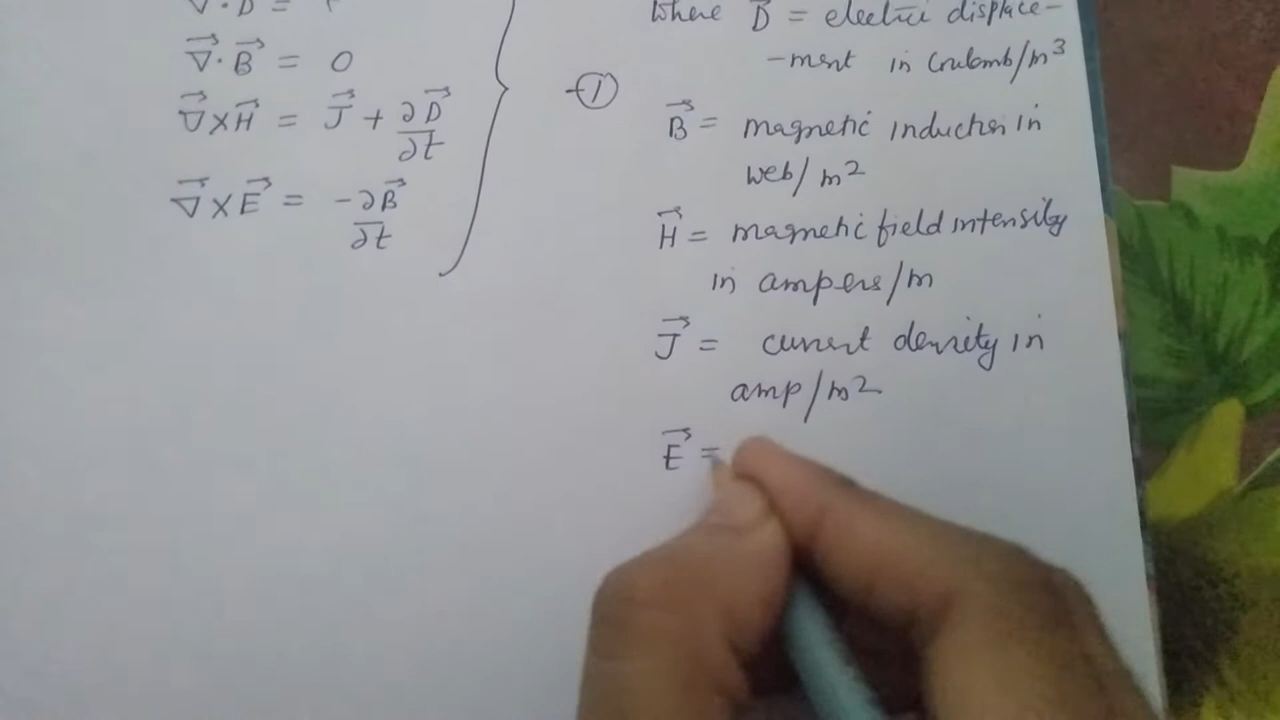 ∇⃗·D⃗ =
∇⃗·B⃗ = 0
∇⃗×H⃗ = J⃗ + ∂D⃗/∂t
∇⃗×E⃗ = -∂B⃗/∂t
①
Where D⃗ = electric displace-
-ment in Coulomb/m³
B⃗ = magnetic induction in
web/m²
H⃗ = magnetic field intensity
in ampers/m
J⃗ = current density in
amp/m²
E⃗ =